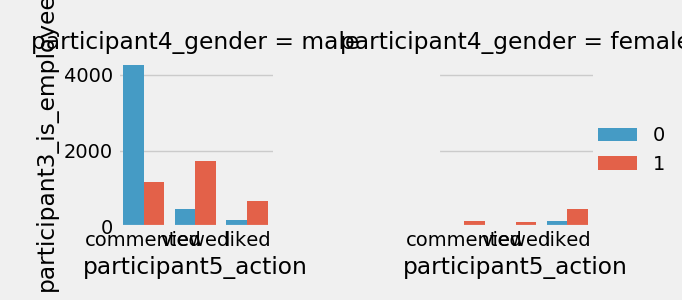 participant4_gender = male
participant4_gender = female
participant3_is_employee
4000
2000
0
commented
viewed
liked
participant5_action
commented
viewed
liked
participant5_action
0
1